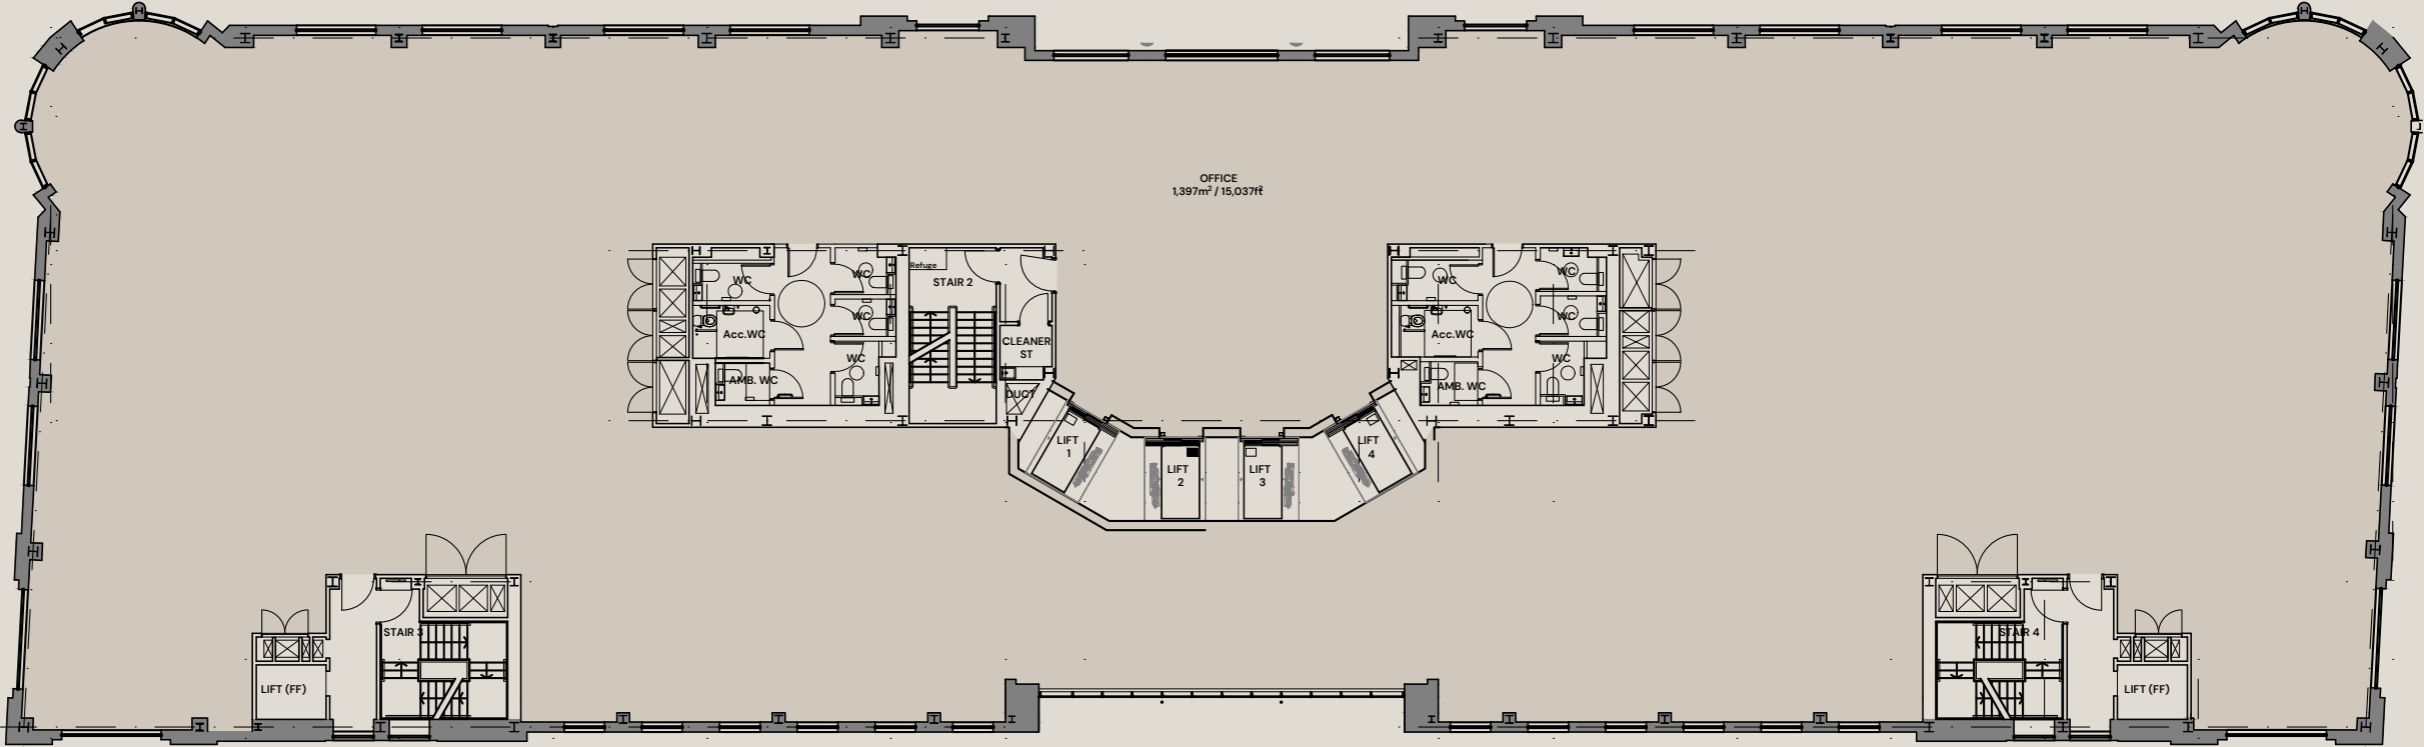 OFFICE
1,397m² / 15,037ft²
WC
WC
Refuge
STAIR 2
WC
Acc.WC
CLEANER
ST
WC
AMB. WC
DUCT
WC
WC
WC
Acc.WC
WC
AMB. WC
LIFT
1
LIFT
2
LIFT
3
LIFT
4
STAIR 3
LIFT (FF)
STAIR 4
LIFT (FF)